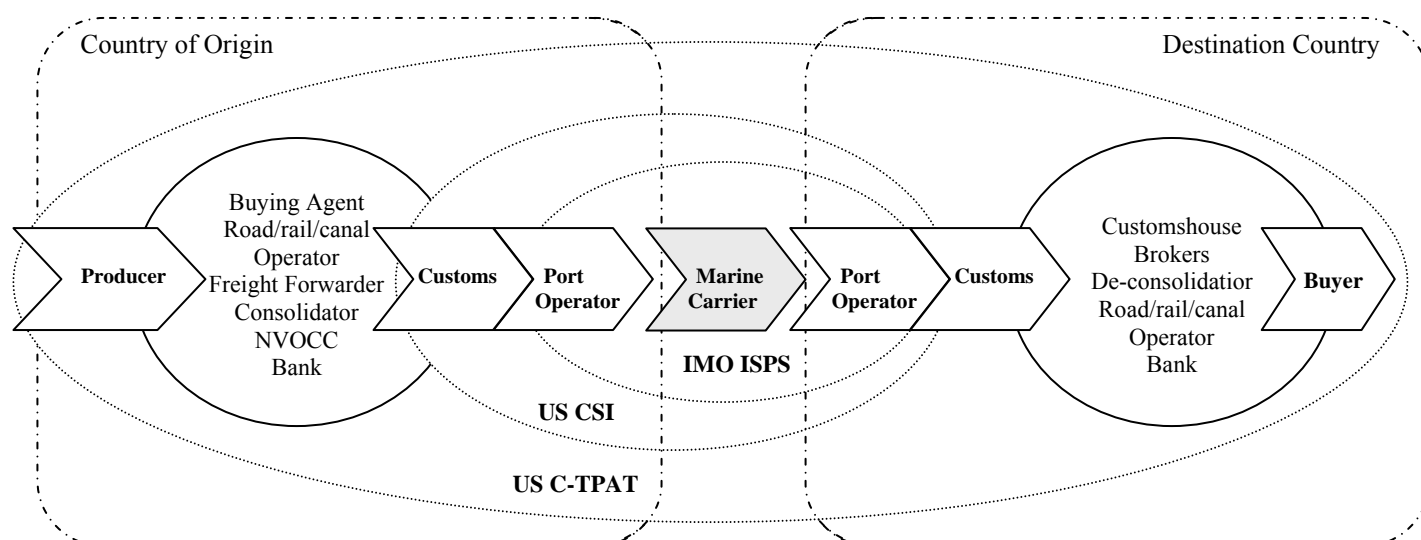 Country of Origin
Destination Country
Producer
Buying Agent
Road/rail/canal
Operator
Freight Forwarder
Consolidator
NVOCC
Bank
Customs
Port
Operator
Marine
Carrier
Port
Operator
Customs
Customshouse
Brokers
De-consolidatior
Road/rail/canal
Operator
Bank
Buyer
IMO ISPS
US CSI
US C-TPAT